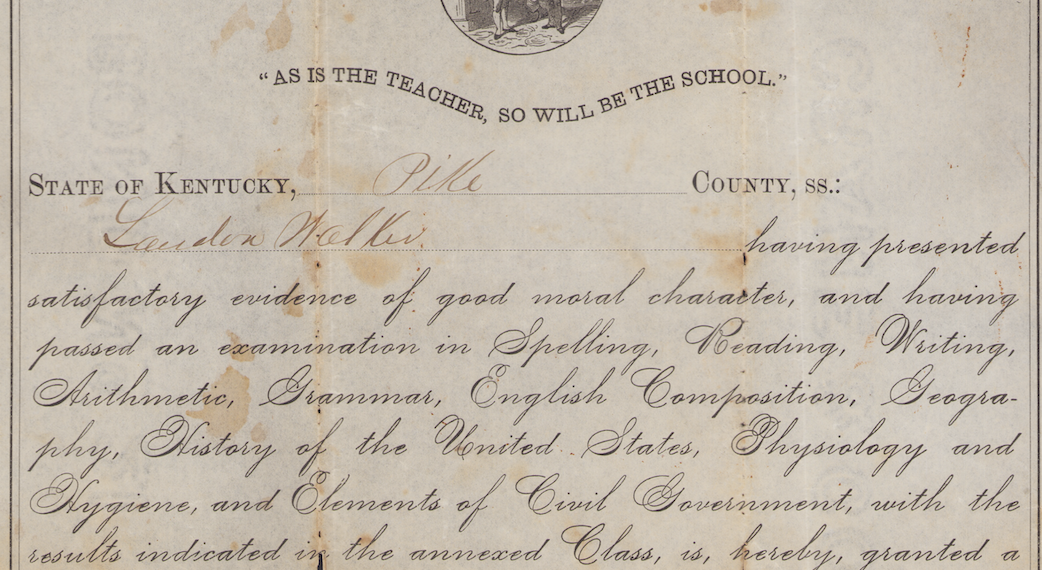 “AS IS THE TEACHER, SO WILL BE THE SCHOOL.”
STATE OF KENTUCKY, Pike COUNTY, ss.:
Landon Walker having presented
satisfactory evidence of good moral character, and having
passed an examination in Spelling, Reading, Writing,
Arithmetic, Grammar, English Composition, Geogra-
phy, History of the United States, Physiology and
Hygiene, and Elements of Civil Government, with the
results indicated in the annexed Class, is, hereby, granted a